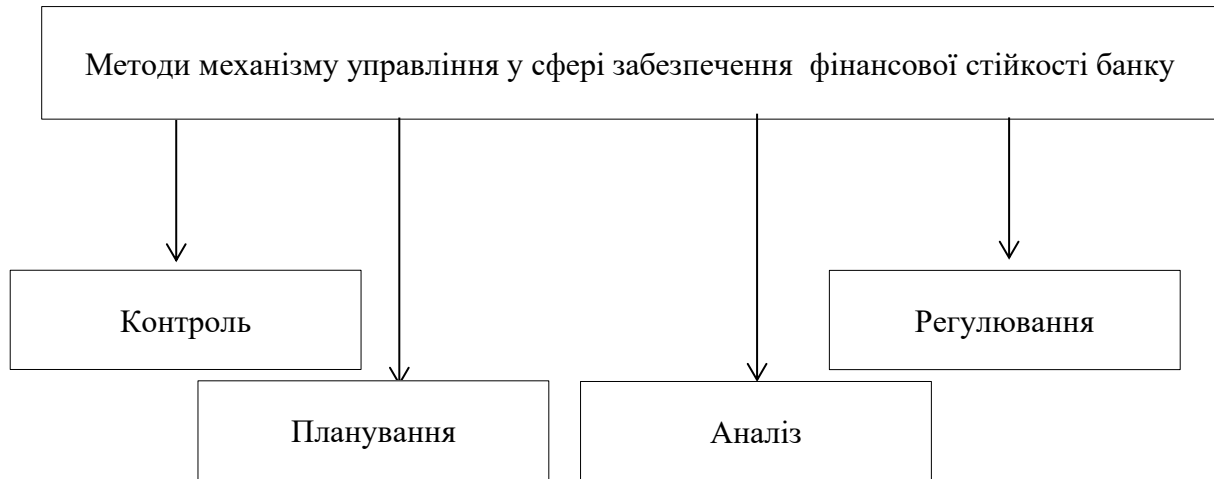 Методи механізму управління у сфері забезпечення фінансової стійкості банку
Контроль
Регулювання
Планування
Аналіз